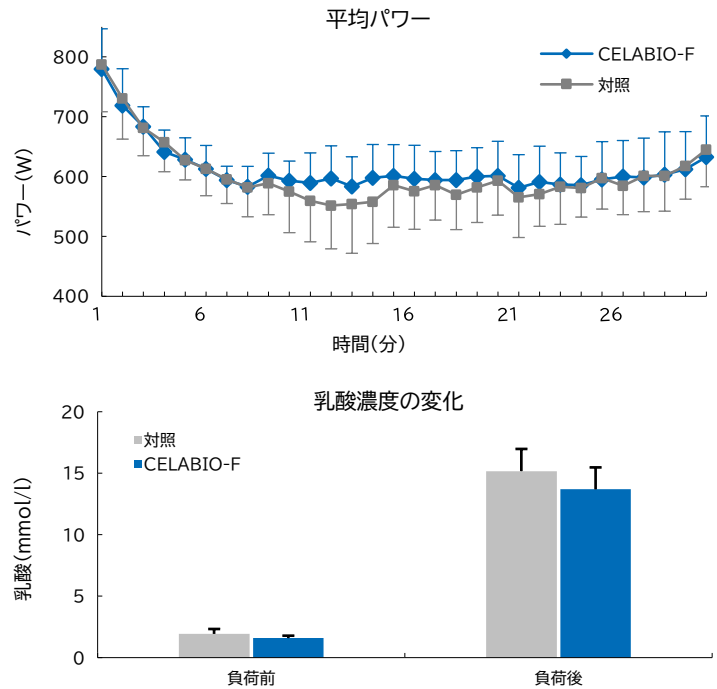 平均パワー
800
700
600
500
400
パワー(W)
CELABIO-F
対照
1
6
11
16
21
26
時間(分)
乳酸濃度の変化
20
15
10
5
0
乳酸(mmol/l)
対照
CELABIO-F
負荷前
負荷後